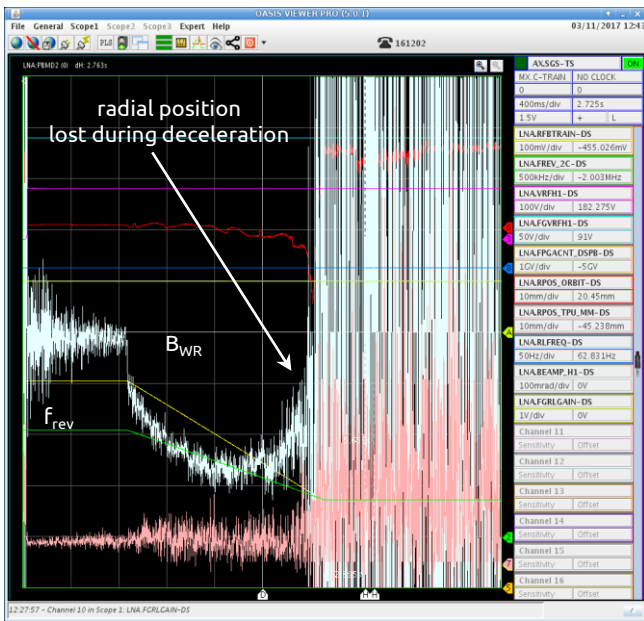 OASIS VIEWER PRO (5.0.1)
File General Scope1 Scope2 Scope3 Expert Help
03/11/2017 12:43
PLS
161202
LNA.PBMD2 (0) dH: 2.763s
radial position
lost during deceleration
B_WR
f_rev
D
H H
AX.SGS-TS ON
MX C-TRAIN NO CLOCK
0 0
400ms/div 2.725s
1.5V + L
LNA.RFBTRAIN-DS
100mV/div -455.026mV
LNA.FREV_2C-DS
500kHz/div -2.003MHz
LNA.VRFH1-DS
100V/div 182.275V
LNA.FGVRFH1-DS
50V/div 91V
LNA.FPGACNT_DSPB-DS
1GV/div -5GV
LNA.RPOS_ORBIT-DS
10mm/div 20.45mm
LNA.RPOS_TPU_MM-DS
10mm/div -45.238mm
LNA.RLFREQ-DS
50Hz/div 62.831Hz
LNA.BEAMP_H1-DS
100mrad/div 0V
LNA.FGRLGAIN-DS
1V/div 0V
Channel 11
Sensitivity Offset
Channel 12
Sensitivity Offset
Channel 13
Sensitivity Offset
Channel 14
Sensitivity Offset
Channel 15
Sensitivity Offset
Channel 16
Sensitivity Offset
12:27:57 - Channel 10 in Scope 1: LNA.FGRLGAIN-DS